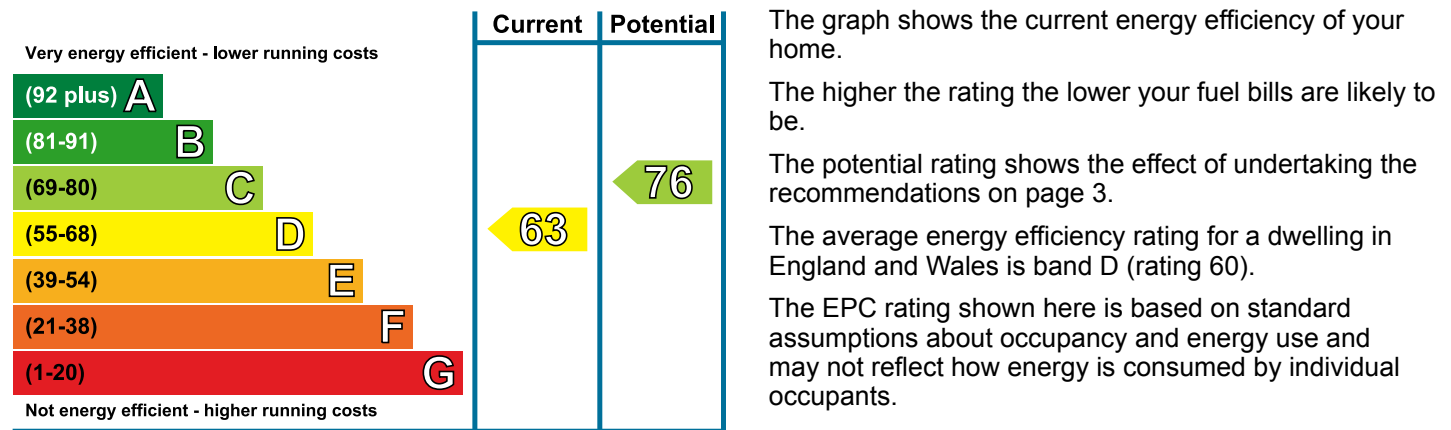 Current Potential
Very energy efficient - lower running costs
(92 plus) A
(81-91) B
(69-80) C
76
(55-68) D
63
(39-54) E
(21-38) F
(1-20) G
Not energy efficient - higher running costs
The graph shows the current energy efficiency of your
home.
The higher the rating the lower your fuel bills are likely to
be.
The potential rating shows the effect of undertaking the
recommendations on page 3.
The average energy efficiency rating for a dwelling in
England and Wales is band D (rating 60).
The EPC rating shown here is based on standard
assumptions about occupancy and energy use and
may not reflect how energy is consumed by individual
occupants.